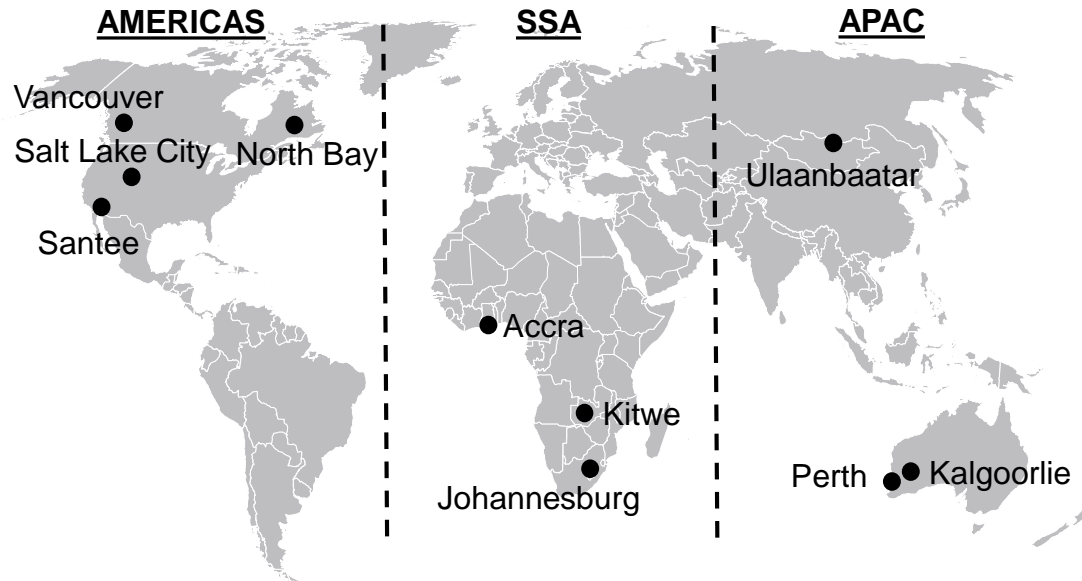 AMERICAS
SSA
APAC
Vancouver
Salt Lake City
North Bay
Santee
Ulaanbaatar
Accra
Kitwe
Johannesburg
Perth
Kalgoorlie